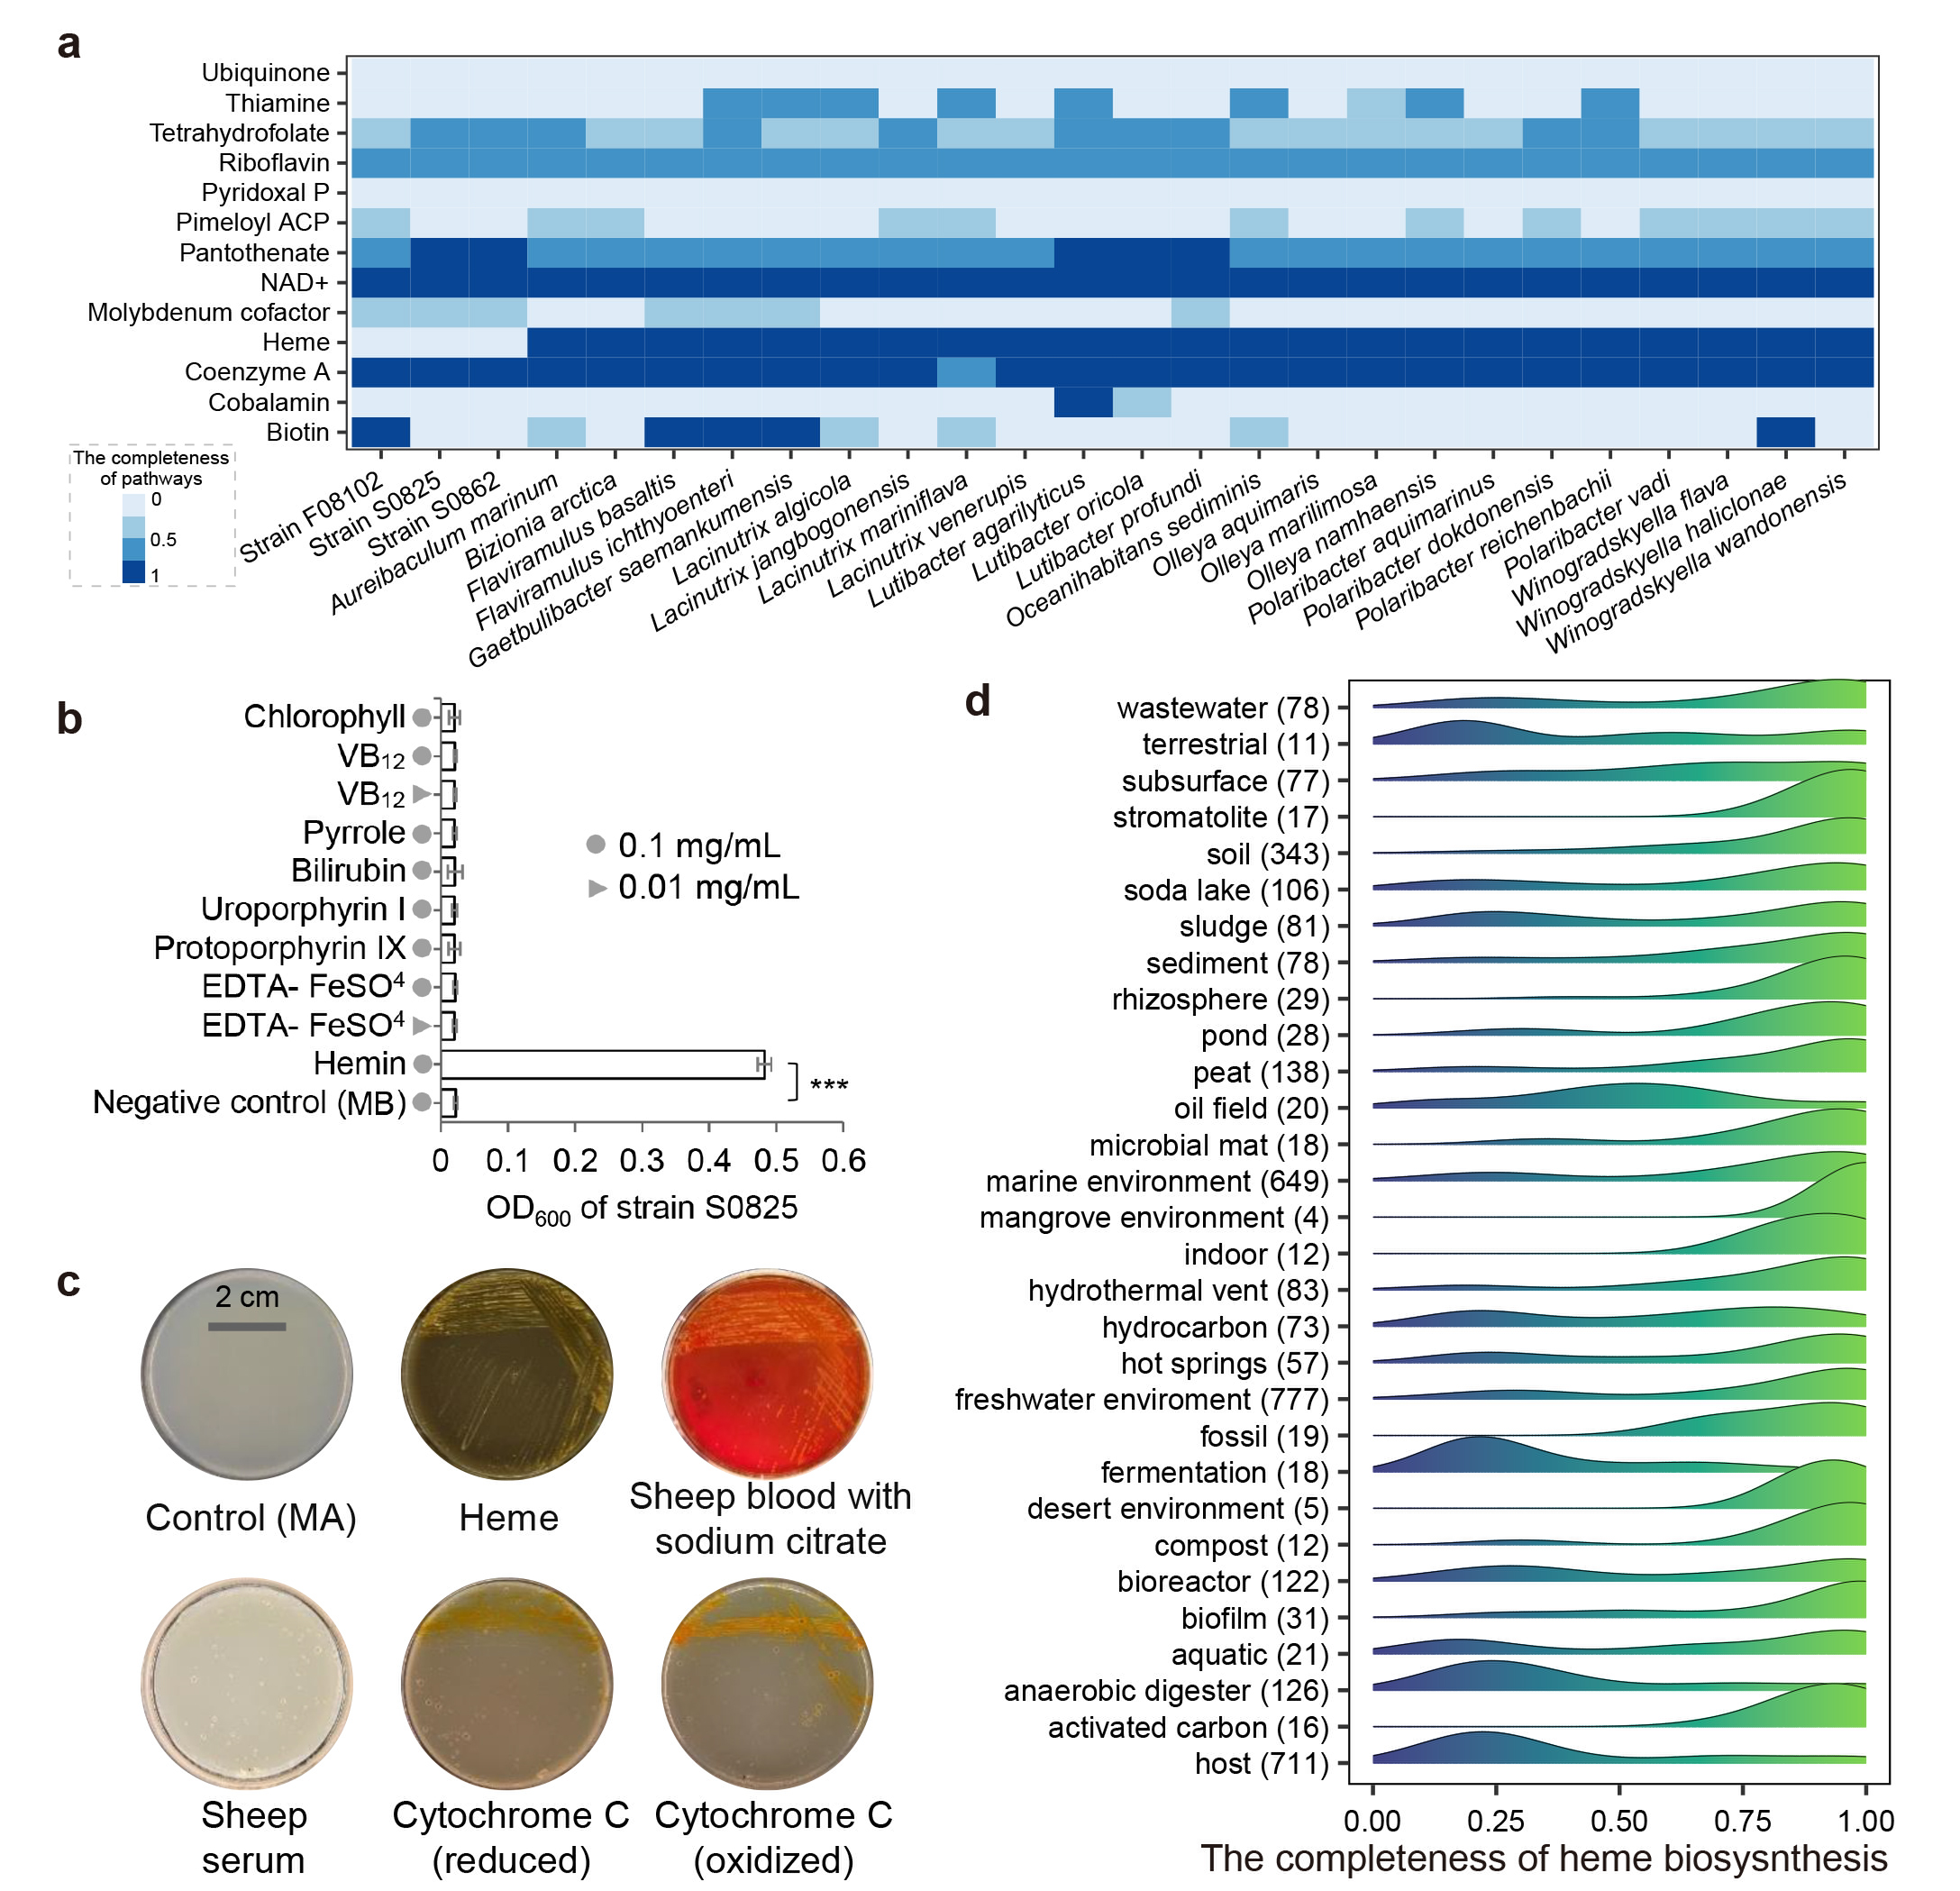 a
Ubiquinone
Thiamine
Tetrahydrofolate
Riboflavin
Pyridoxal P
Pimeloyl ACP
Pantothenate
NAD+
Molybdenum cofactor
Heme
Coenzyme A
Cobalamin
Biotin
The completeness
of pathways
0
0.5
1
Strain F08102
Strain S0825
Strain S0862
Aureibaculum marinum
Bizionia arctica
Flaviramulus basaltis
Flaviramulus ichthyoenteri
Gaetbulibacter saemankumensis
Lacinutrix algicola
Lacinutrix jangbogonensis
Lacinutrix mariniflava
Lacinutrix venerupis
Lutibacter agarilyticus
Lutibacter oricola
Lutibacter profundi
Oceanihabitans sediminis
Olleya aquimaris
Olleya marilimosa
Olleya namhaensis
Polaribacter aquimarinus
Polaribacter dokdonensis
Polaribacter reichenbachii
Polaribacter vadi
Winogradskyella flava
Winogradskyella haliclonae
Winogradskyella wandonensis
b
Chlorophyll
VB12
VB12
Pyrrole
Bilirubin
Uroporphyrin I
Protoporphyrin IX
EDTA- FeSO4
EDTA- FeSO4
Hemin
Negative control (MB)
0.1 mg/mL
0.01 mg/mL
***
0 0.1 0.2 0.3 0.4 0.5 0.6
OD600 of strain S0825
c
2 cm
Control (MA)
Heme
Sheep blood with
sodium citrate
Sheep
serum
Cytochrome C
(reduced)
Cytochrome C
(oxidized)
d
wastewater (78)
terrestrial (11)
subsurface (77)
stromatolite (17)
soil (343)
soda lake (106)
sludge (81)
sediment (78)
rhizosphere (29)
pond (28)
peat (138)
oil field (20)
microbial mat (18)
marine environment (649)
mangrove environment (4)
indoor (12)
hydrothermal vent (83)
hydrocarbon (73)
hot springs (57)
freshwater enviroment (777)
fossil (19)
fermentation (18)
desert environment (5)
compost (12)
bioreactor (122)
biofilm (31)
aquatic (21)
anaerobic digester (126)
activated carbon (16)
host (711)
0.00 0.25 0.50 0.75 1.00
The completeness of heme biosysnthesis